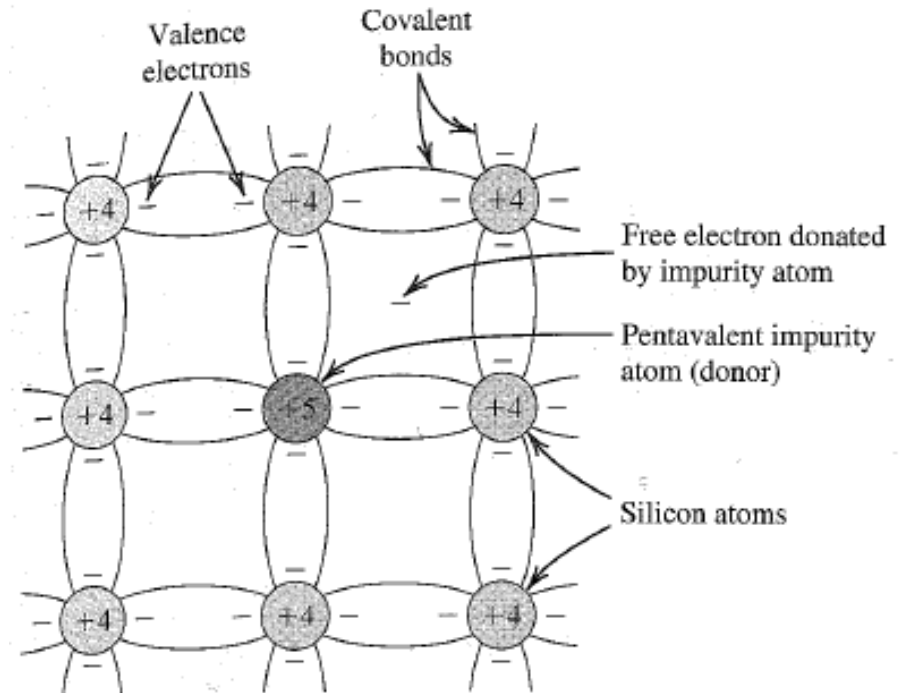 Valence
electrons
Covalent
bonds
+4
+4
+4
Free electron donated
by impurity atom
Pentavalent impurity
atom (donor)
+4
+5
+4
Silicon atoms
+4
+4
+4